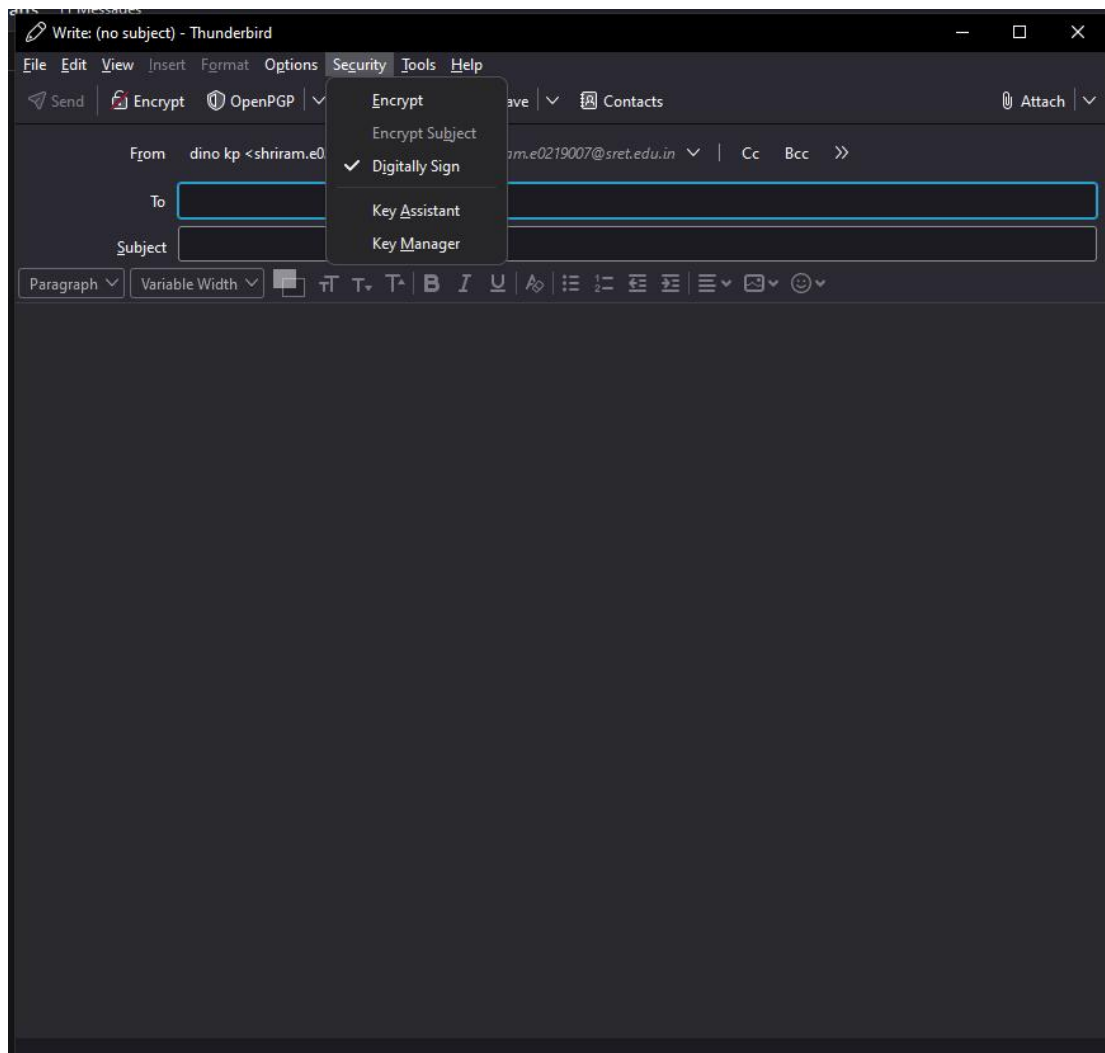 11 Messages
Write: (no subject) - Thunderbird
File Edit View Insert Format Options Security Tools Help
Send Encrypt OpenPGP Contacts Attach
Encrypt
Encrypt Subject
Digitally Sign
Key Assistant
Key Manager
From dino kp <shriram.e0 am.e0219007@sret.edu.in Cc Bcc
To
Subject
Paragraph Variable Width B I U